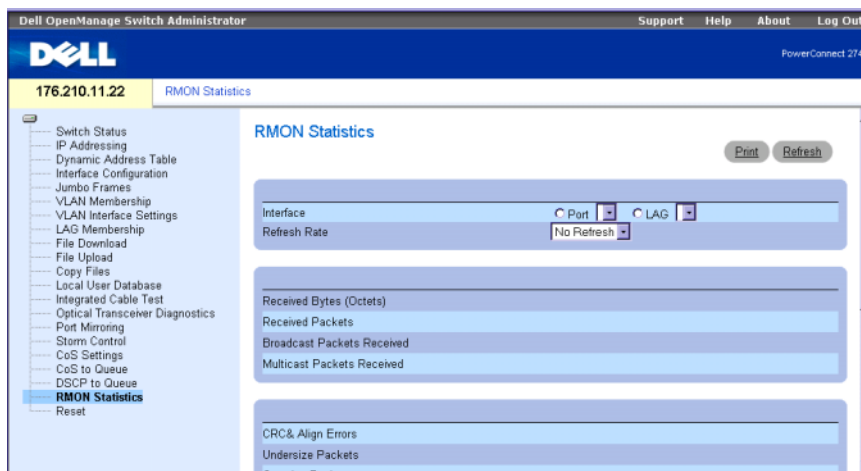 Dell OpenManage Switch Administrator
Support Help About Log Out
DELL
PowerConnect 274
176.210.11.22
RMON Statistics
Switch Status
IP Addressing
Dynamic Address Table
Interface Configuration
Jumbo Frames
VLAN Membership
VLAN Interface Settings
LAG Membership
File Download
File Upload
Copy Files
Local User Database
Integrated Cable Test
Optical Transceiver Diagnostics
Port Mirroring
Storm Control
CoS Settings
CoS to Queue
DSCP to Queue
RMON Statistics
Reset
RMON Statistics
Print Refresh
Interface Port LAG
Refresh Rate No Refresh
Received Bytes (Octets)
Received Packets
Broadcast Packets Received
Multicast Packets Received
CRC& Align Errors
Undersize Packets